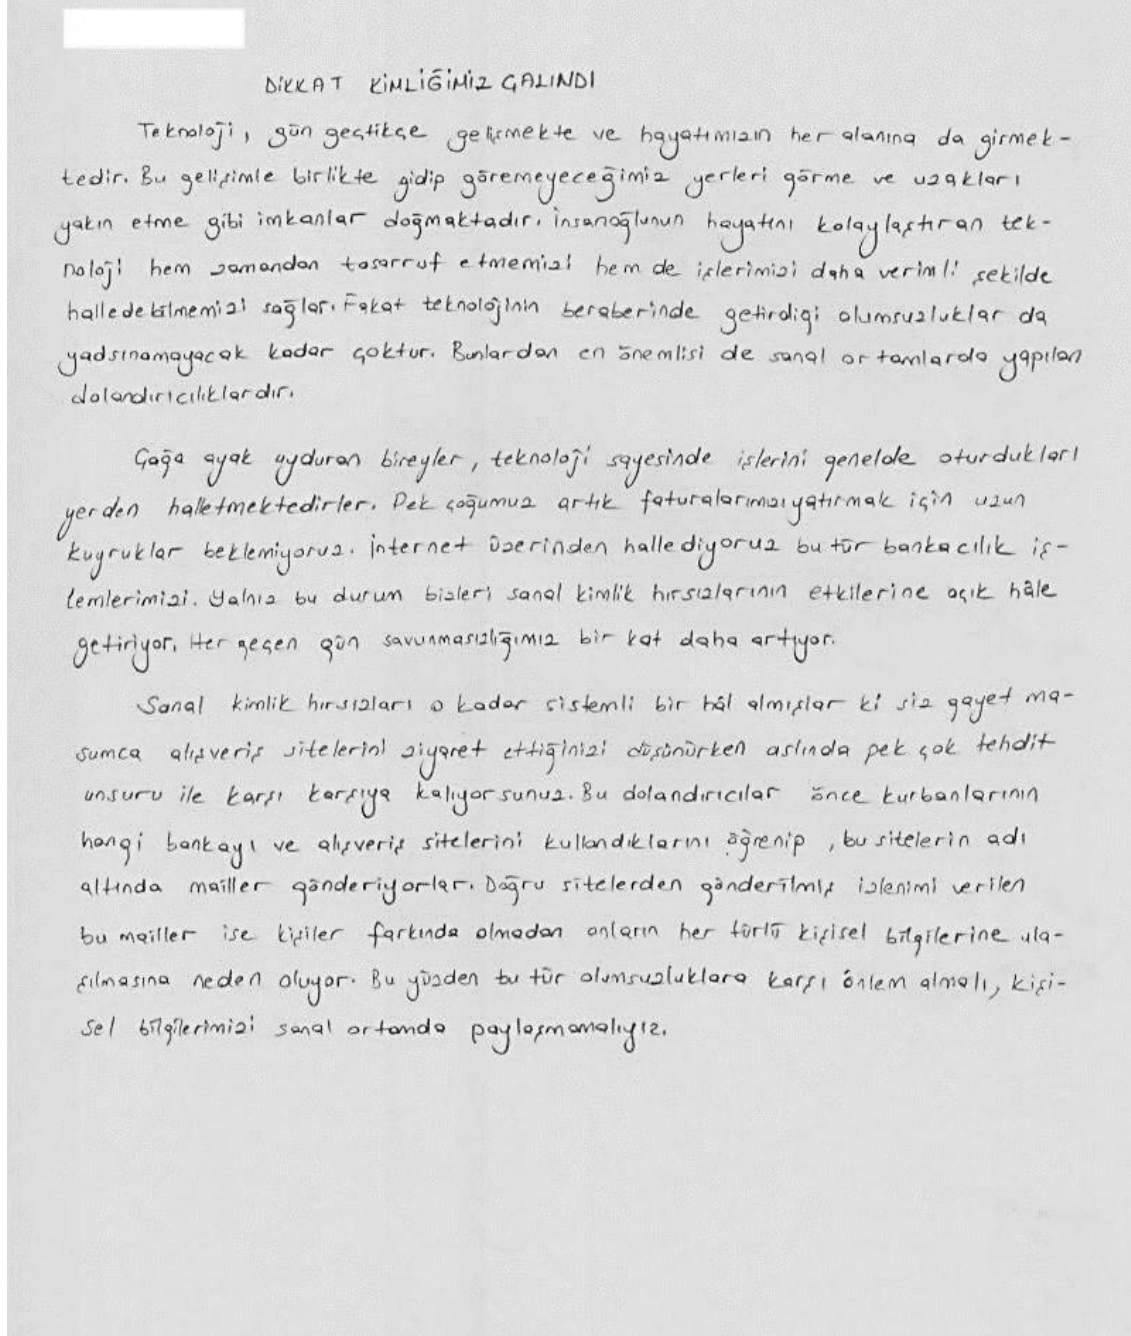 DİKKAT KİMLİĞİMİZ ÇALINDI
Teknoloji, gün geçtikçe gelişmekte ve hayatımızın her alanına da girmek-
tedir. Bu gelişimle birlikte gidip göremeyeceğimiz yerleri görme ve uzakları
yakın etme gibi imkanlar doğmaktadır. İnsanoğlunun hayatını kolaylaştıran tek-
noloji hem zamandan tasarruf etmemizi hem de işlerimizi daha verimli şekilde
halledebilmemizi sağlar. Fakat teknolojinin beraberinde getirdigi olumsuzluklar da
yadsınamayacak kadar çoktur. Bunlardan en önemlisi de sanal ortamlarda yapılan
dolandırıcılıklardır.
Çağa ayak uyduran bireyler, teknoloji sayesinde işlerini genelde oturdukları
yerden halletmektedirler. Pek çoğumuz artık faturalarımızı yatırmak için uzun
kuyruklar beklemiyoruz. İnternet üzerinden hallediyoruz bu tür bankacılık iş-
lemlerimizi. Yalnız bu durum bizleri sanal kimlik hırsızlarının etkilerine açık hâle
getiriyor. Her geçen gün savunmasızlığımız bir kat daha artıyor.
Sanal kimlik hırsızları o kadar sistemli bir hâl almışlar ki siz gayet ma-
sumca alışveriş sitelerini ziyaret ettiğinizi düşünürken aslında pek çok tehdit
unsuru ile karşı karşıya kalıyorsunuz. Bu dolandırıcılar önce kurbanlarının
hangi bankayı ve alışveriş sitelerini kullandıklarını öğrenip, bu sitelerin adı
altında mailler gönderiyorlar. Doğru sitelerden gönderilmiş izlenimi verilen
bu mailler ise kişiler farkında olmadan onların her türlü kişisel bilgilerine ula-
şılmasına neden oluyor. Bu yüzden bu tür olumsuzluklara karşı önlem almalı, kişi-
sel bilgilerimizi sanal ortamda paylaşmamalıyız.